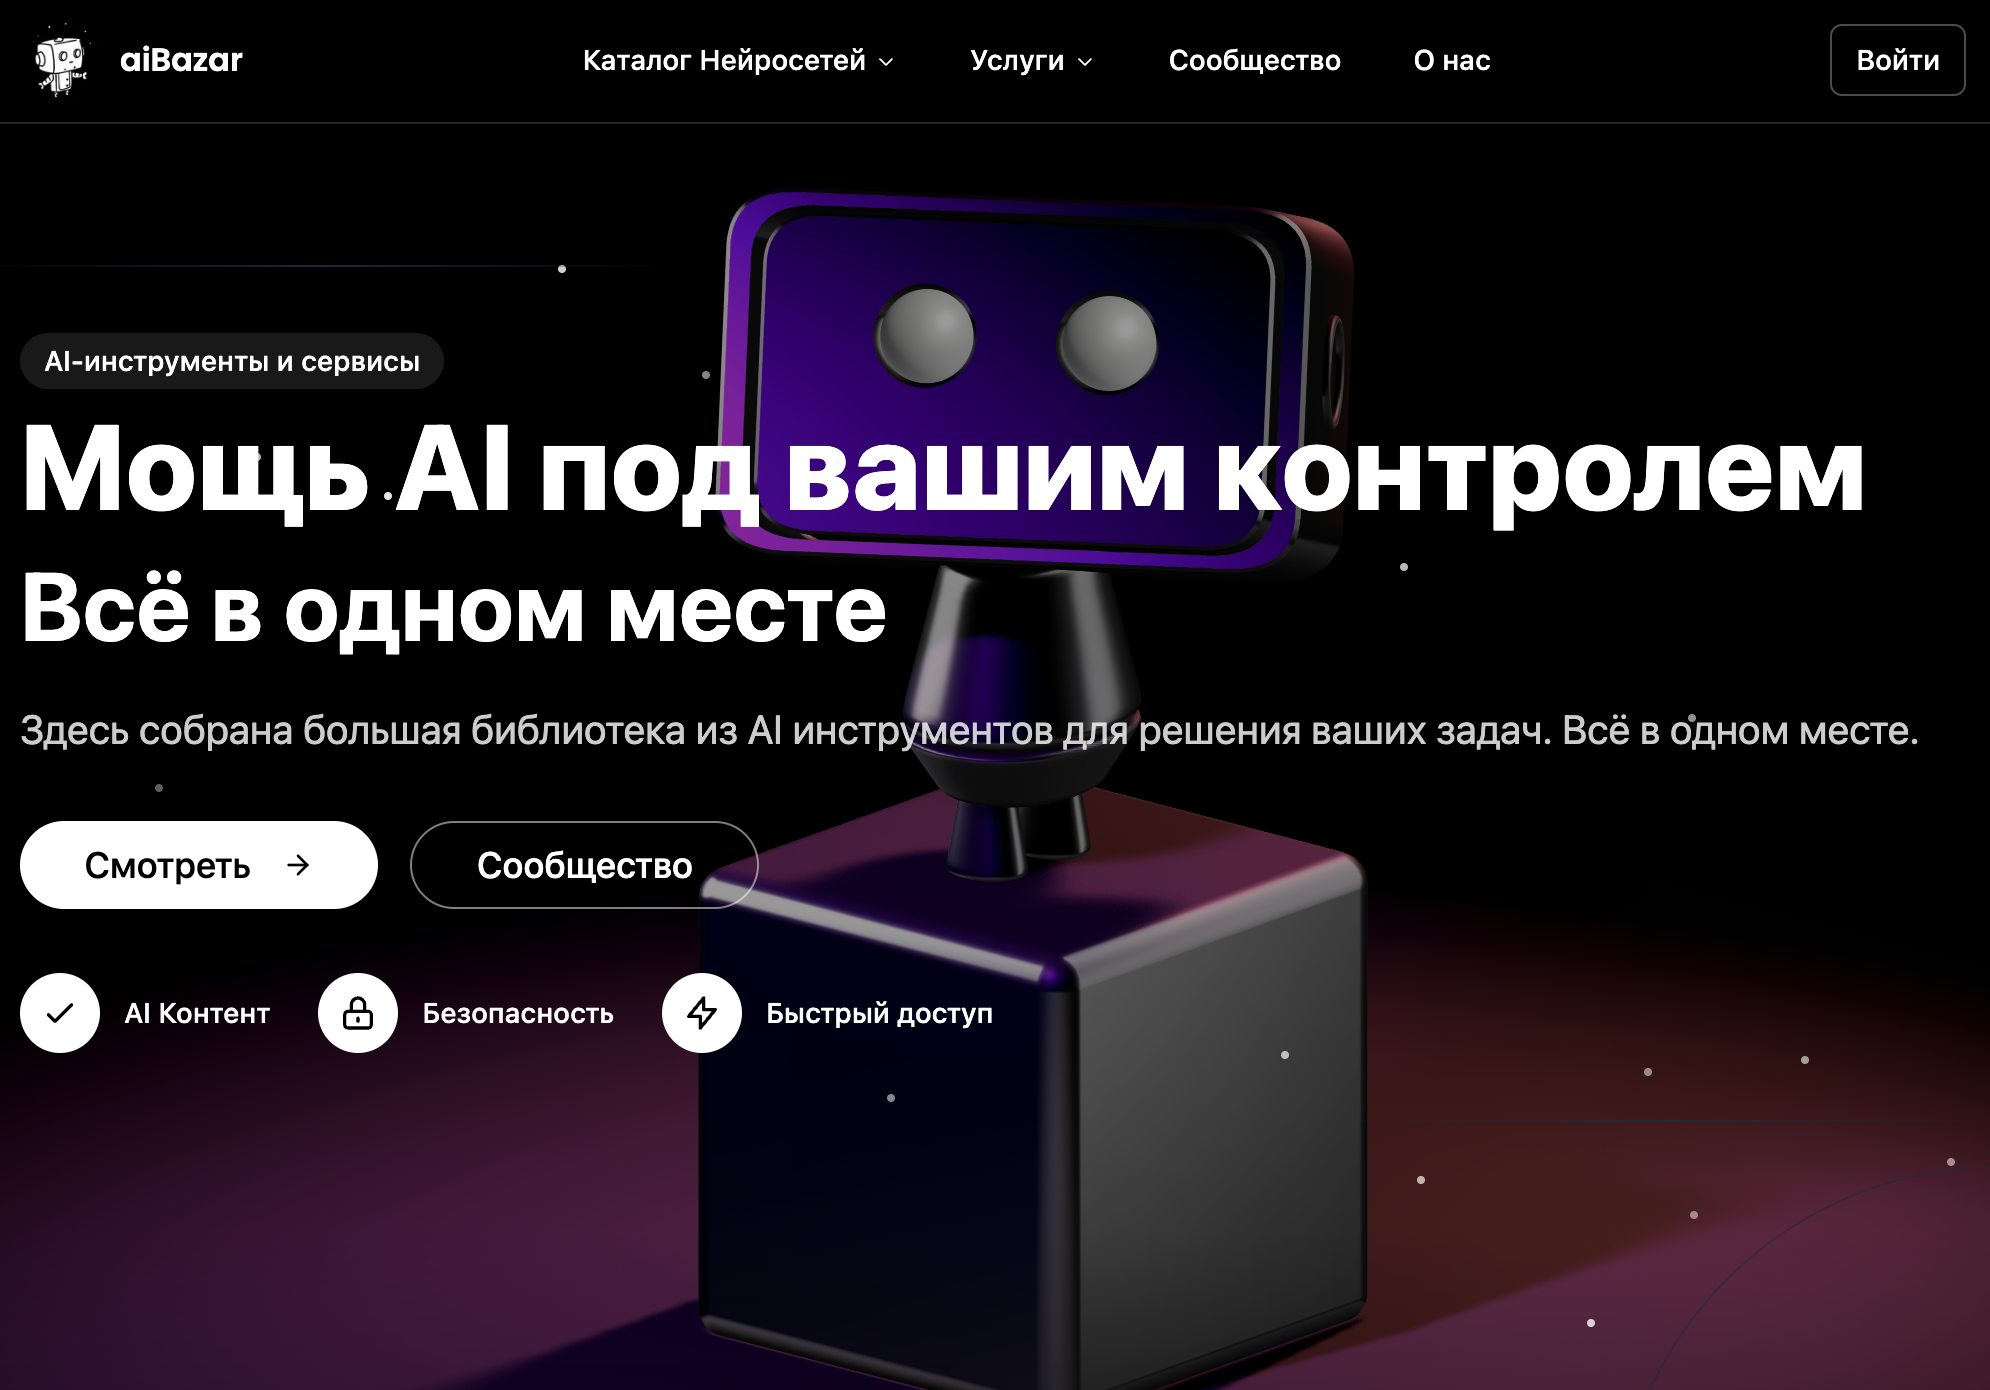 aiBazar
Каталог Нейросетей
Услуги
Сообщество
О нас
Войти
AI-инструменты и сервисы
Мощь AI под вашим контролем
Всё в одном месте
Здесь собрана большая библиотека из AI инструментов для решения ваших задач. Всё в одном месте.
Смотреть →
Сообщество
AI Контент
Безопасность
Быстрый доступ